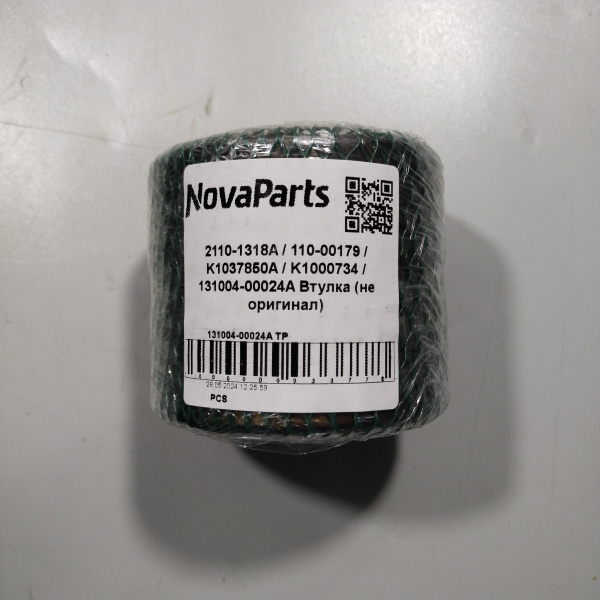 NovaParts
2110-1318A / 110-00179 /
K1037850A / K1000734 /
131004-00024A Втулка (не
оригинал)
131004-00024A TP
0000000933778
28.05.2024 12:25:59
PCS